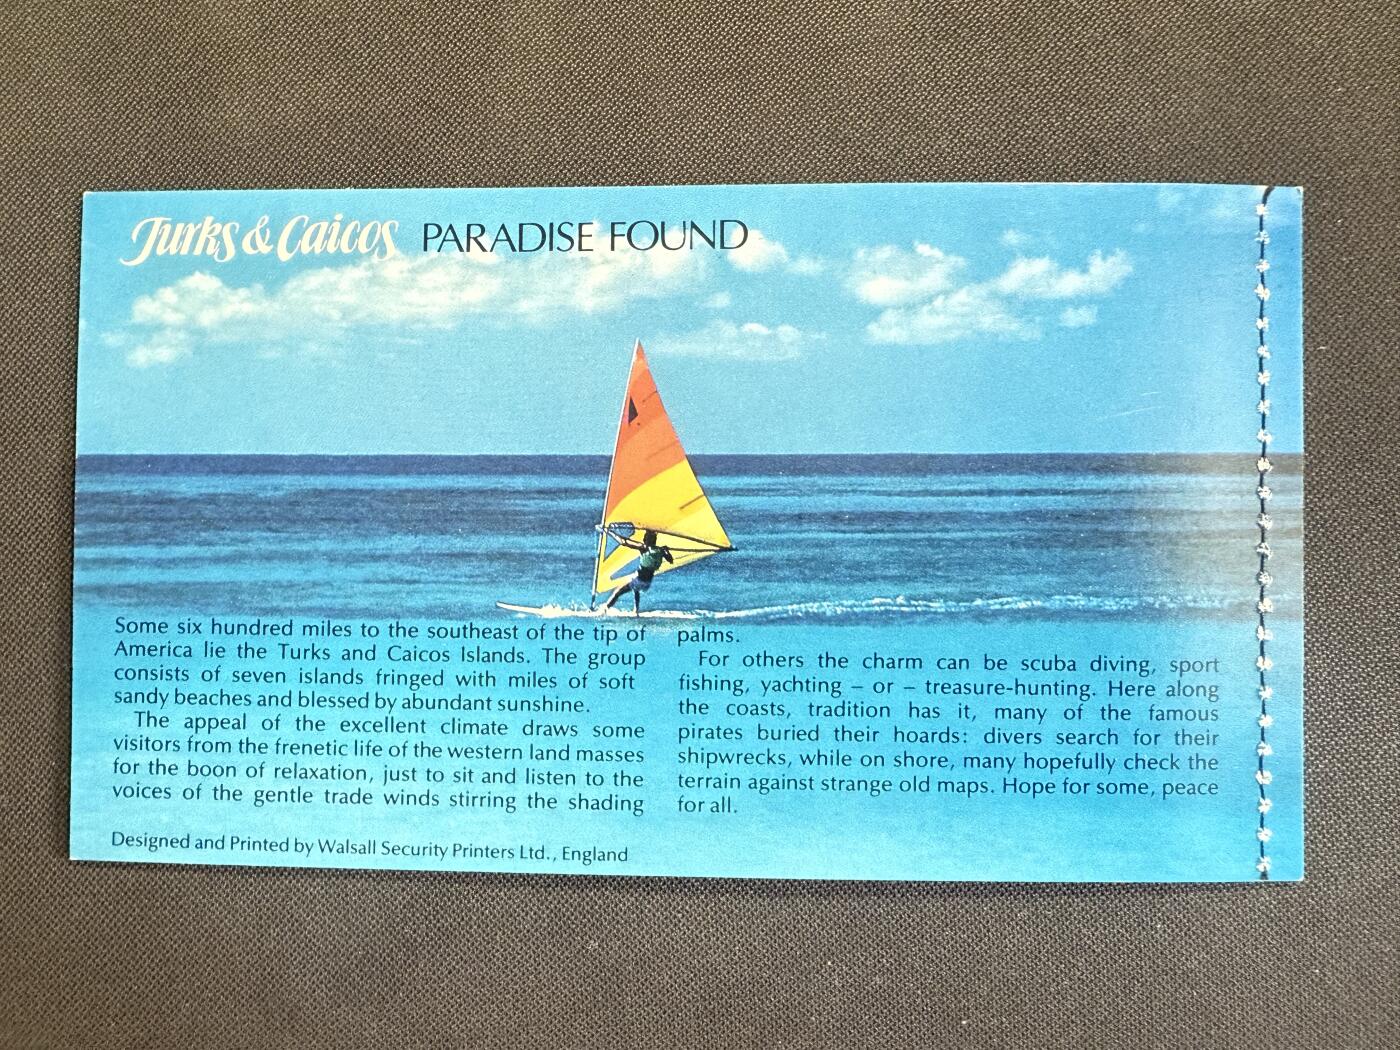 Turks & Caicos PARADISE FOUND
Some six hundred miles to the southeast of the tip of
America lie the Turks and Caicos Islands. The group
consists of seven islands fringed with miles of soft
sandy beaches and blessed by abundant sunshine.
The appeal of the excellent climate draws some
visitors from the frenetic life of the western land masses
for the boon of relaxation, just to sit and listen to the
voices of the gentle trade winds stirring the shading
palms.
For others the charm can be scuba diving, sport
fishing, yachting – or – treasure-hunting. Here along
the coasts, tradition has it, many of the famous
pirates buried their hoards: divers search for their
shipwrecks, while on shore, many hopefully check the
terrain against strange old maps. Hope for some, peace
for all.
Designed and Printed by Walsall Security Printers Ltd., England